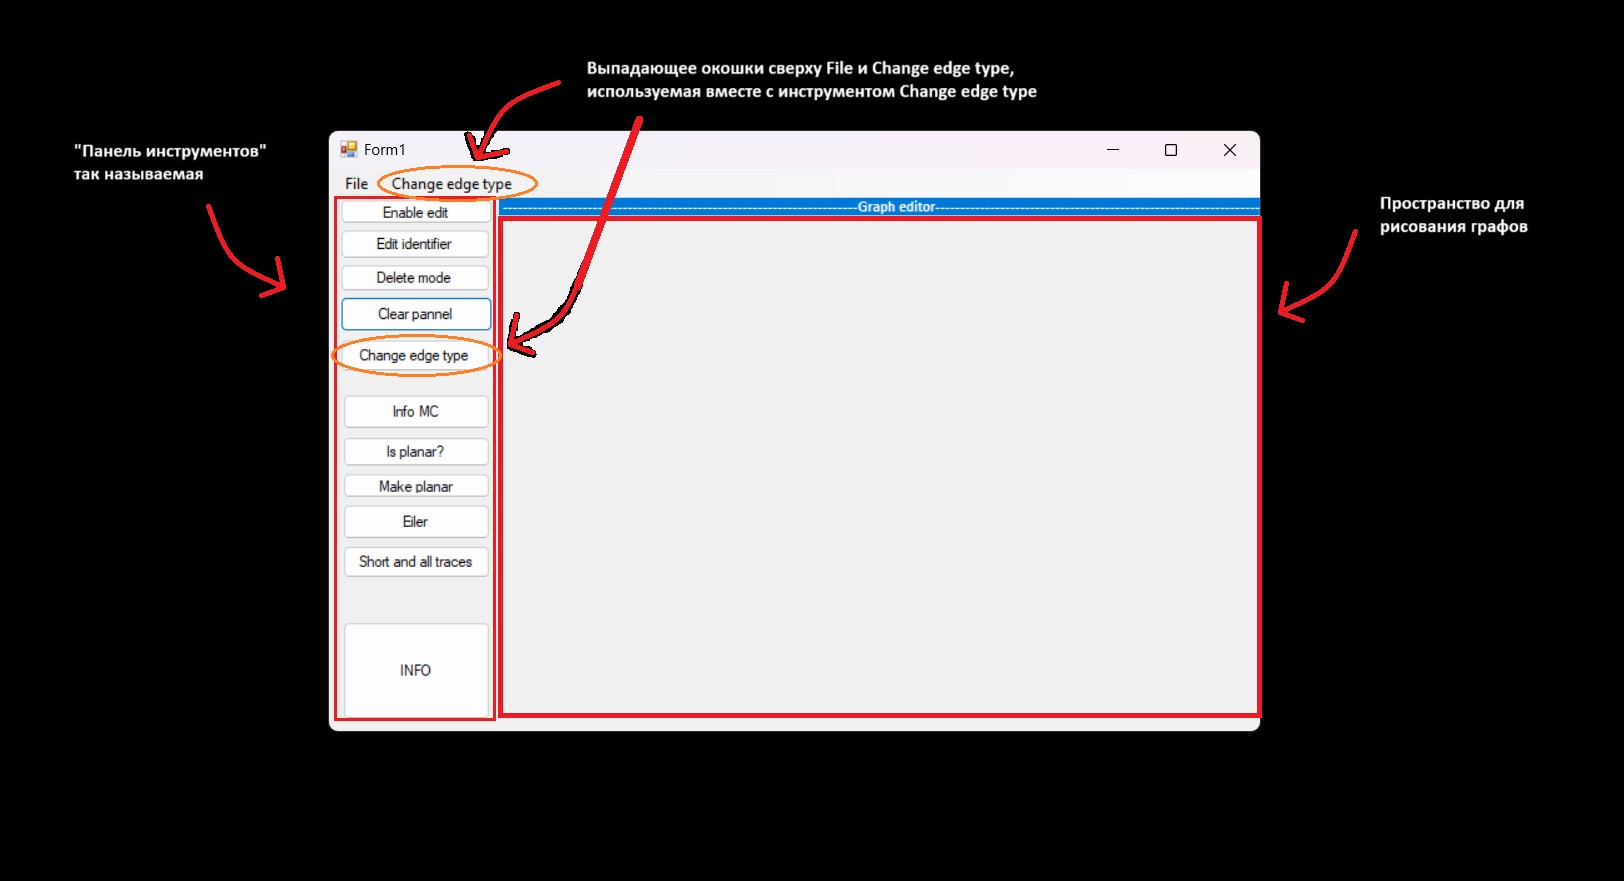 Выпадающее окошки сверху File и Change edge type,
используемая вместе с инструментом Change edge type
"Панель инструментов"
так называемая
Form1
File Change edge type
Enable edit
Graph editor
Пространство для
рисования графов
Edit identifier
Delete mode
Clear pannel
Change edge type
Info MC
Is planar?
Make planar
Eiler
Short and all traces
INFO